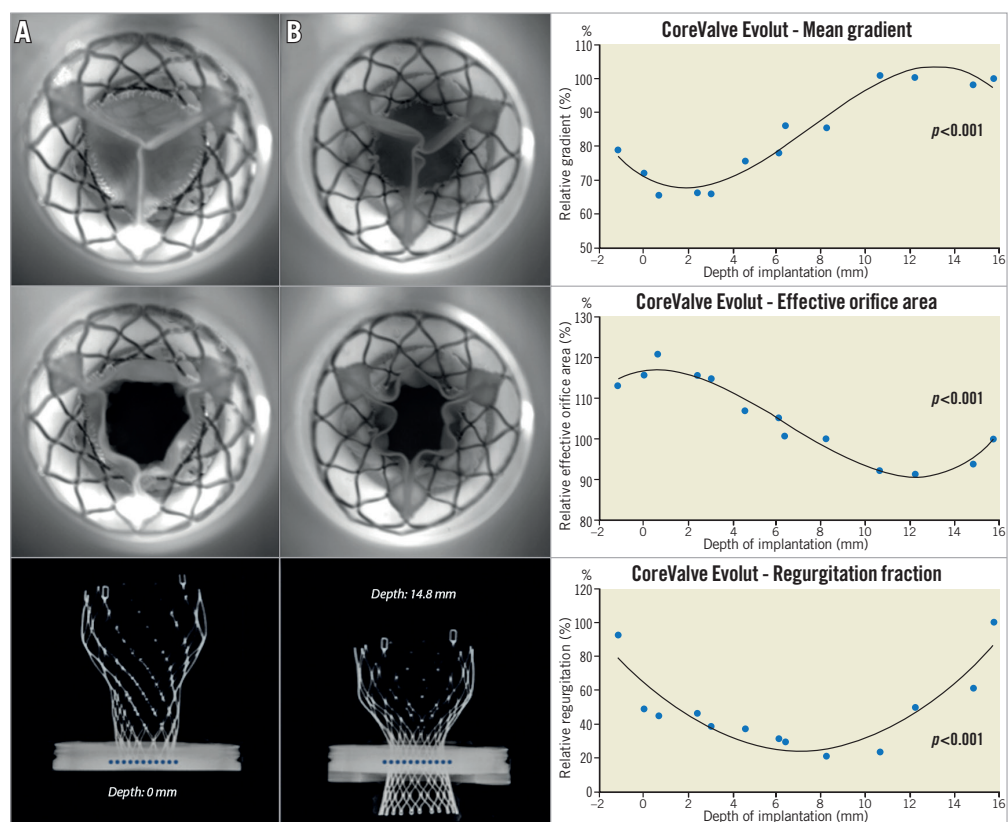 A
B
CoreValve Evolut - Mean gradient
%
Relative gradient (%)
110
100
90
80
70
60
50
p<0.001
−2 0 2 4 6 8 10 12 14 16
Depth of implantation (mm)
CoreValve Evolut - Effective orifice area
%
Relative effective orifice area (%)
130
120
110
100
90
80
p<0.001
−2 0 2 4 6 8 10 12 14 16
Depth of implantation (mm)
Depth: 0 mm
Depth: 14.8 mm
CoreValve Evolut - Regurgitation fraction
%
Relative regurgitation (%)
120
100
80
60
40
20
0
p<0.001
−2 0 2 4 6 8 10 12 14 16
Depth of implantation (mm)